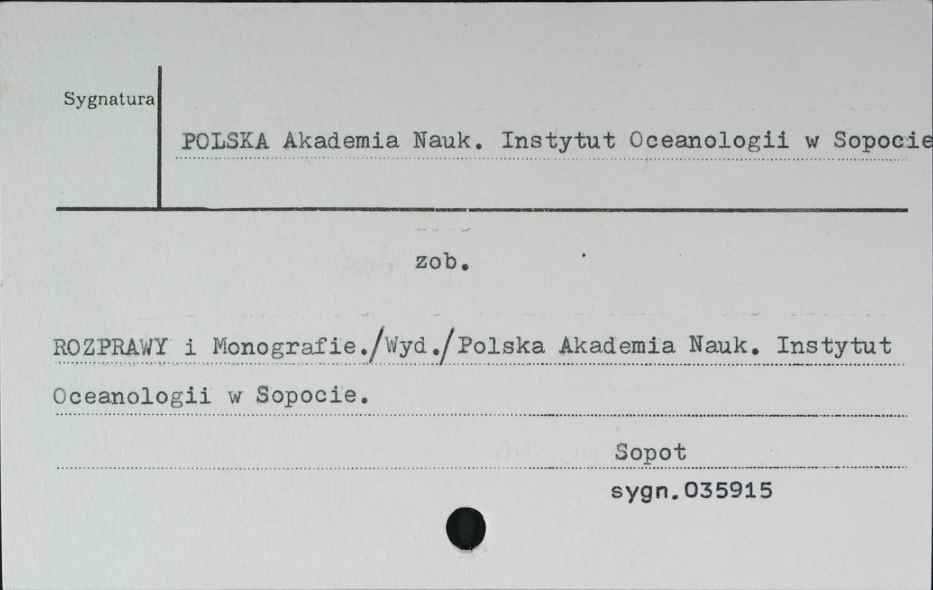 Sygnatura
POLSKA Akademia Nauk. Instytut Oceanologii w Sopocie
zob.
ROZPRAWY i Monografie./Wyd./Polska Akademia Nauk. Instytut
Oceanologii w Sopocie.
Sopot
sygn.035915